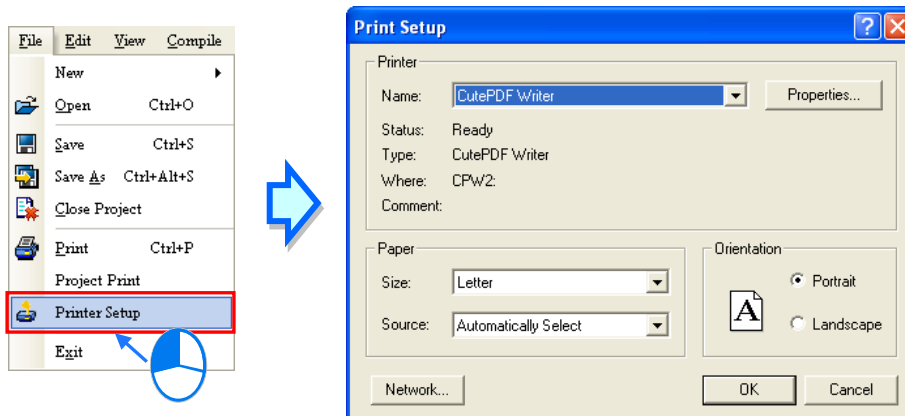 File Edit View Compile
New
Open Ctrl+O
Save Ctrl+S
Save As Ctrl+Alt+S
Close Project
Print Ctrl+P
Project Print
Printer Setup
Exit
Print Setup
Printer
Name: CutePDF Writer Properties...
Status: Ready
Type: CutePDF Writer
Where: CPW2:
Comment:
Paper
Size: Letter
Source: Automatically Select
Orientation
A
Portrait
Landscape
Network... OK Cancel